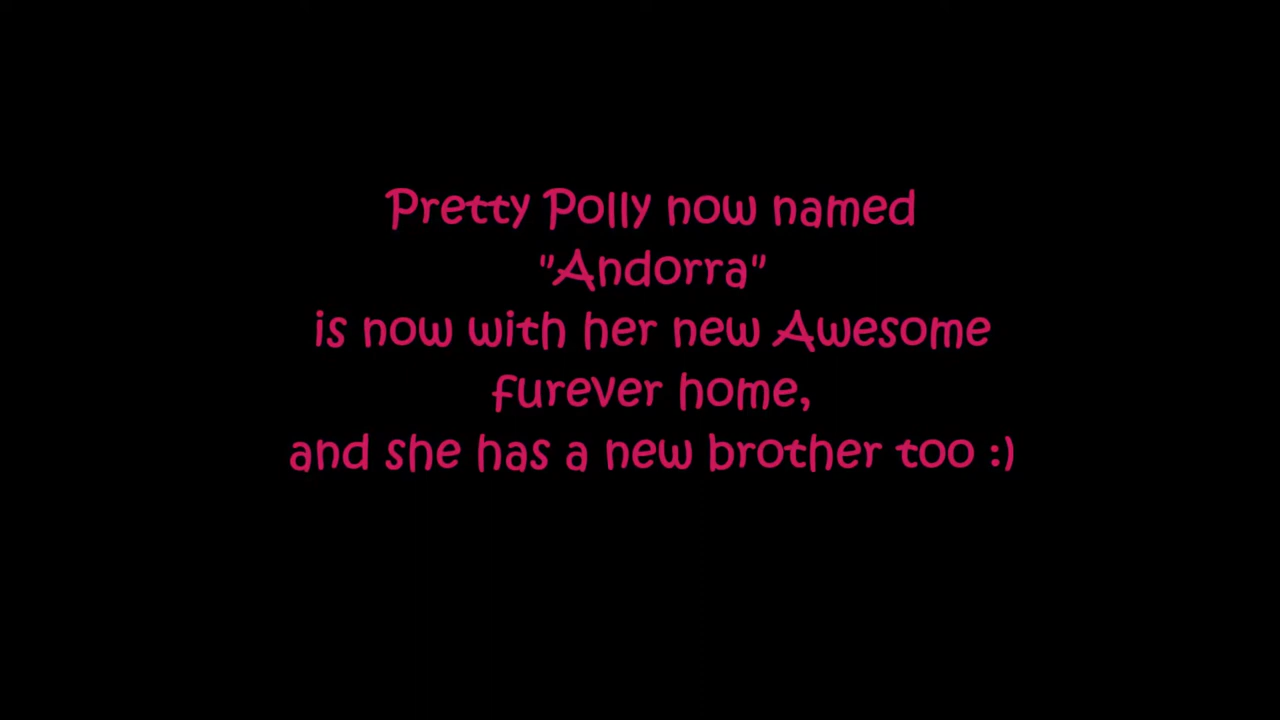 Pretty Polly now named
"Andorra"
is now with her new Awesome
furever home,
and she has a new brother too :)